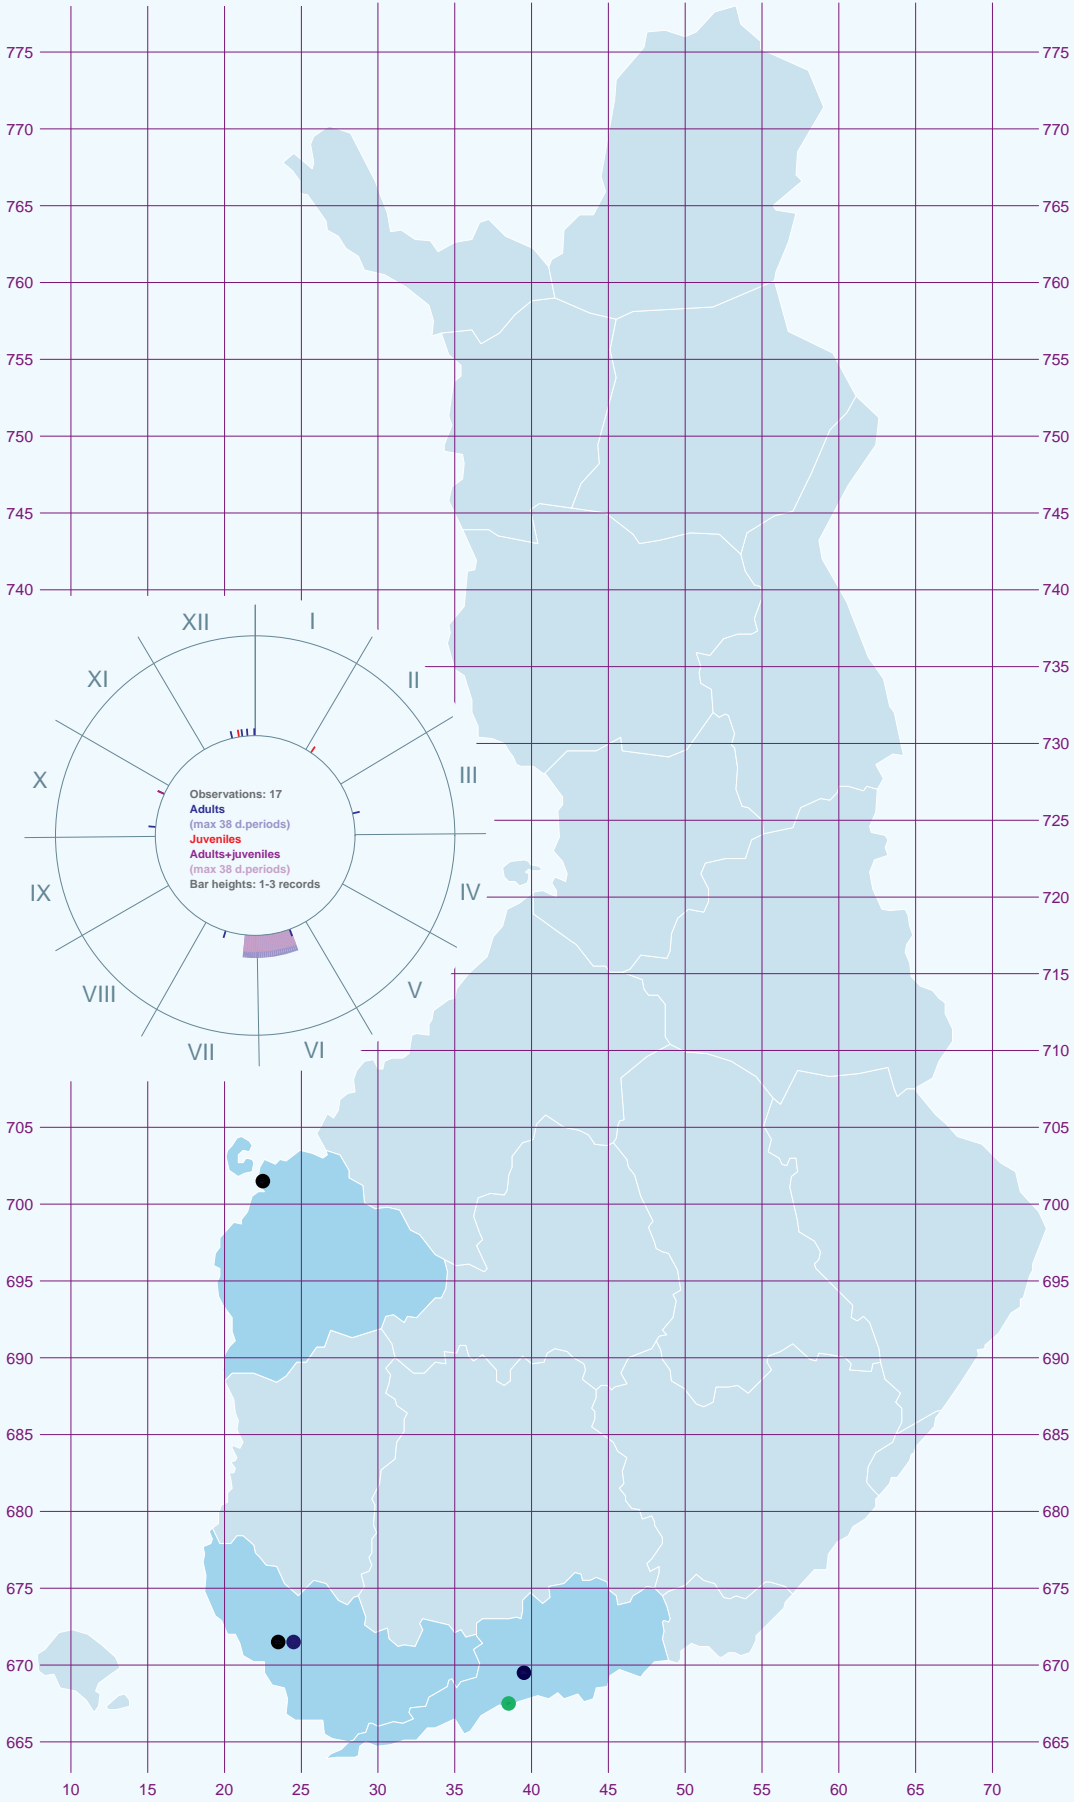 775 775
770 770
765 765
760 760
755 755
750 750
745 745
740 740
XII I
XI II
735
730
X III
Observations: 17
Adults
(max 38 d.periods)
Juveniles
Adults+juveniles
(max 38 d.periods)
Bar heights: 1-3 records
725
IX IV
720
715
VIII V
VII VI
710
705 705
700 700
695 695
690 690
685 685
680 680
675 675
670 670
665 665
10 15 20 25 30 35 40 45 50 55 60 65 70